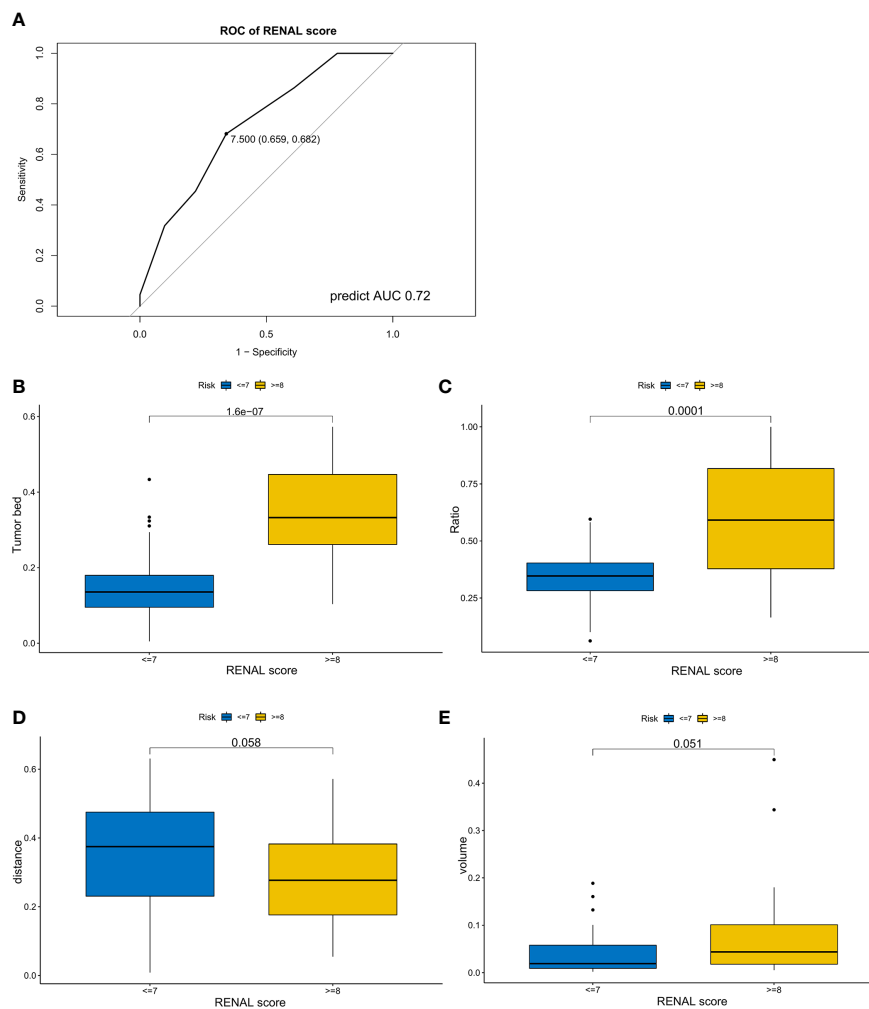 A
ROC of RENAL score
Sensitivity
1.0
0.8
0.6
0.4
0.2
0.0
7.500 (0.659, 0.682)
predict AUC 0.72
0.0 0.5 1.0
1 − Specificity
B
Risk <=7 >=8
1.6e−07
Tumor bed
0.6
0.4
0.2
0.0
<=7 >=8
RENAL score
C
Risk <=7 >=8
0.0001
Ratio
1.00
0.75
0.50
0.25
<=7 >=8
RENAL score
D
Risk <=7 >=8
0.058
distance
0.6
0.4
0.2
0.0
<=7 >=8
RENAL score
E
Risk <=7 >=8
0.051
volume
0.4
0.3
0.2
0.1
0.0
<=7 >=8
RENAL score